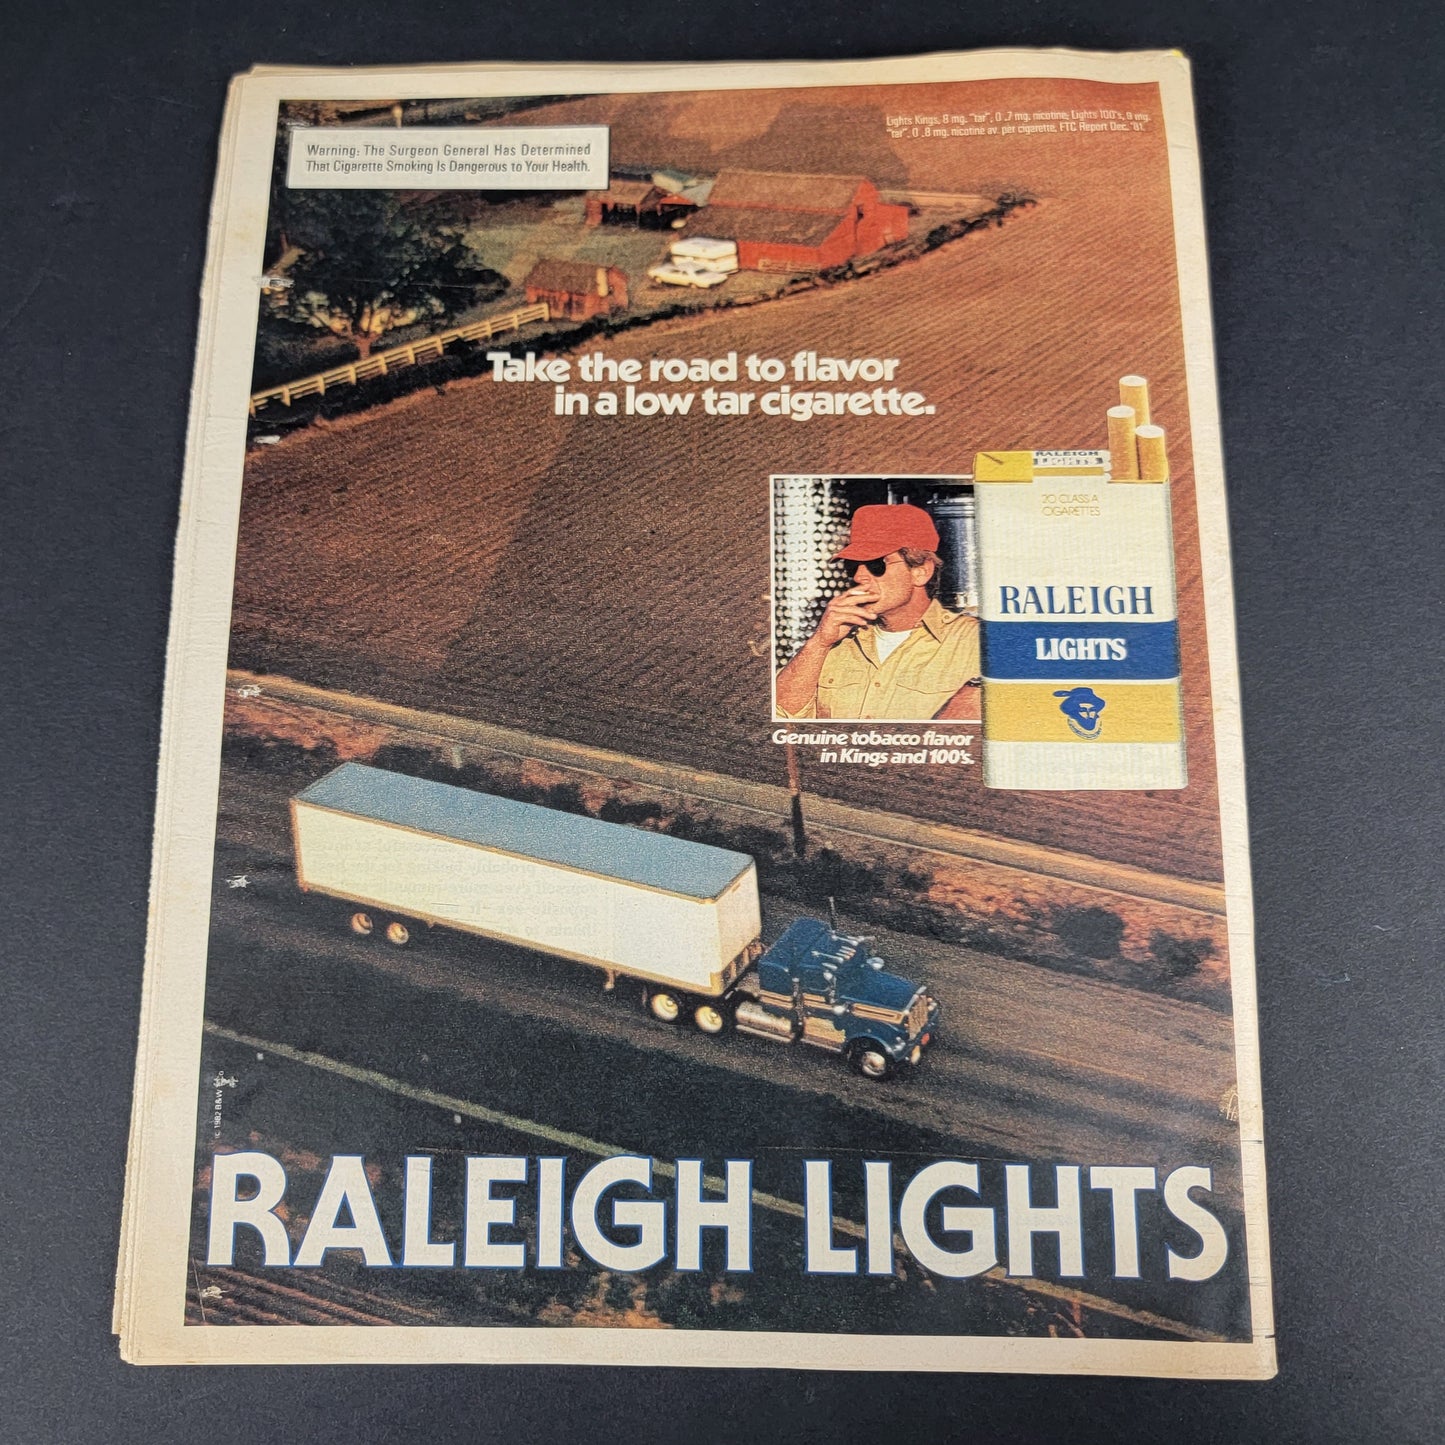 Lights Kings, 8 mg. "tar", 0 .7 mg. nicotine; Lights 100's, 9 mg.
"tar", 0 .8 mg. nicotine av. per cigarette, FTC Report Dec. '81.
Warning: The Surgeon General Has Determined
That Cigarette Smoking Is Dangerous to Your Health.
Take the road to flavor
in a low tar cigarette.
RALEIGH
LIGHTS
20 CLASS A
CIGARETTES
RALEIGH
LIGHTS
Genuine tobacco flavor
in Kings and 100's.
1982 B&W
RALEIGH LIGHTS